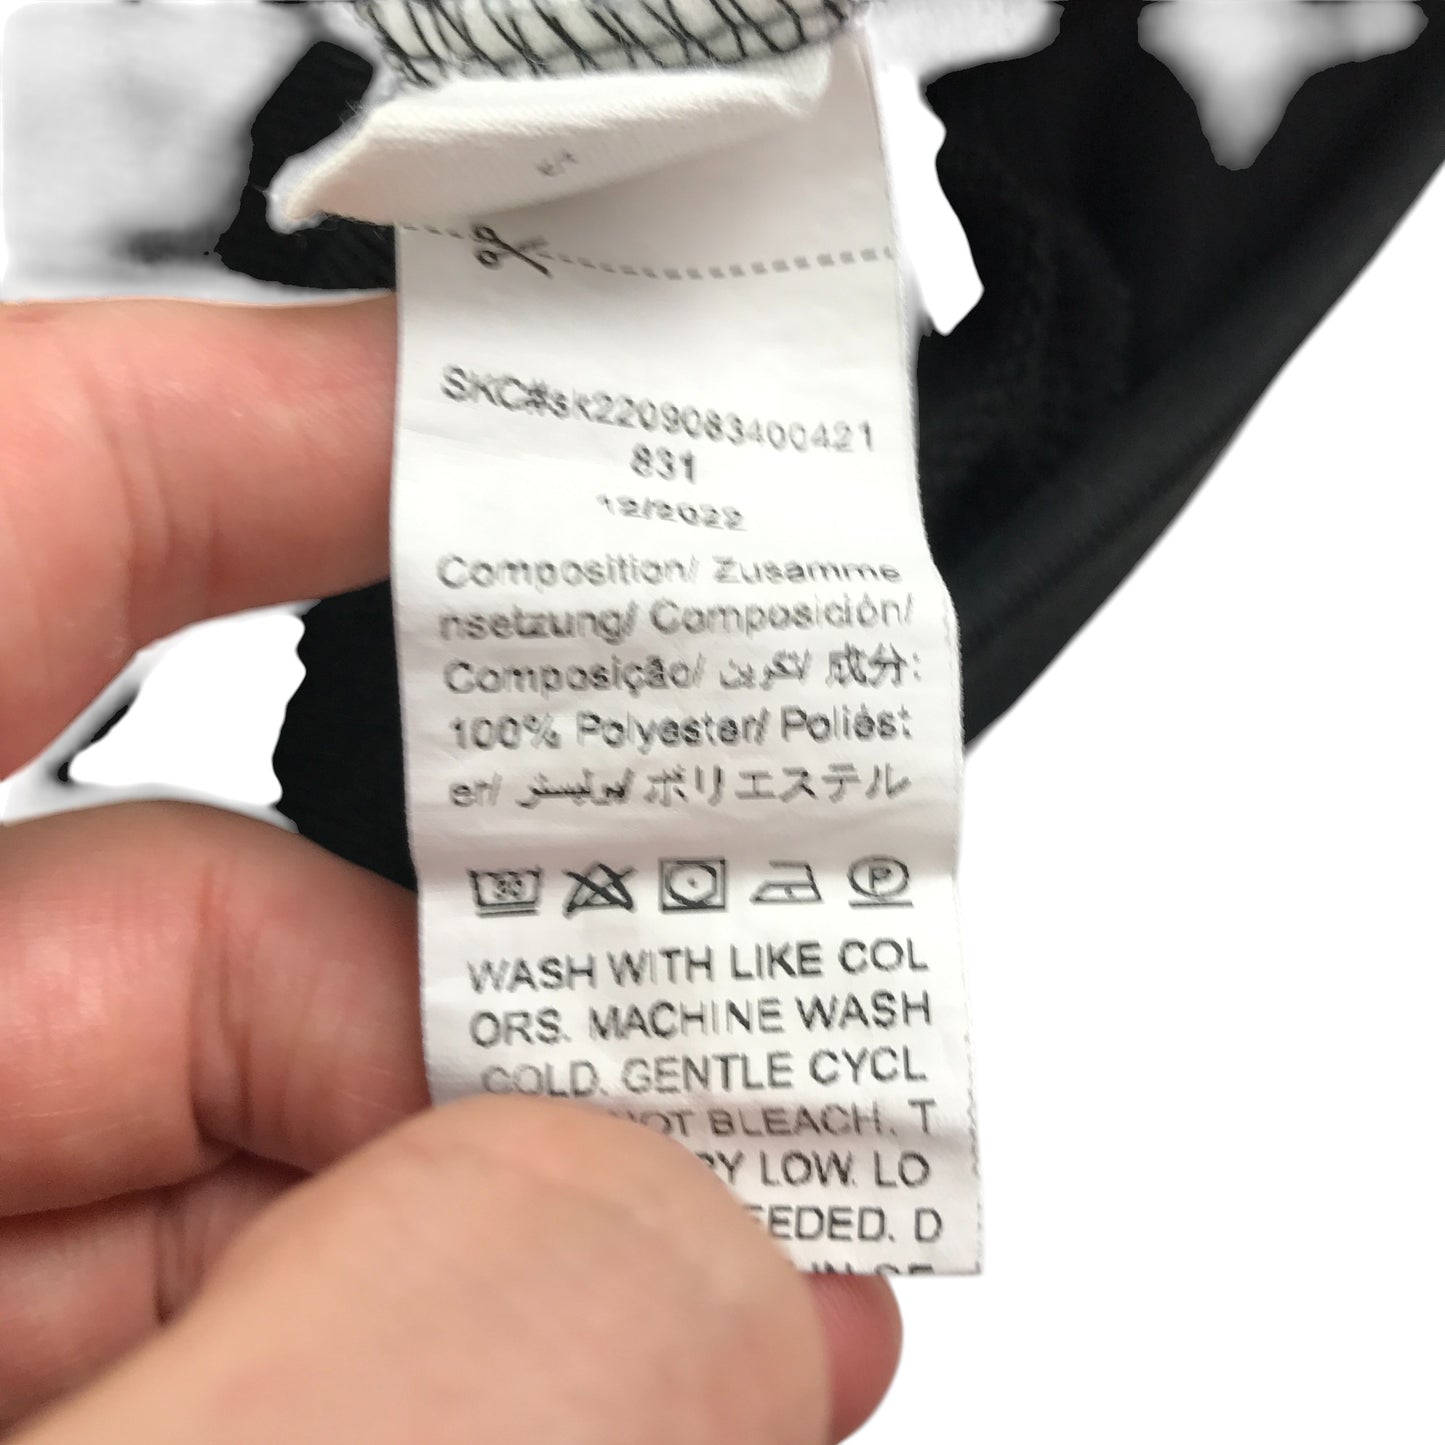 SKC#sk2209083400421
831
12/2022
Composition/ Zusamme
nsetzung/ Composición/
Composição/ تكوين/ 成分:
100% Polyester/ Poliést
er/ بوليستر/ ポリエステル
30
P
WASH WITH LIKE COL
ORS. MACHINE WASH
COLD. GENTLE CYCL
NOT BLEACH. T
RY LOW. LO
EEDED. D